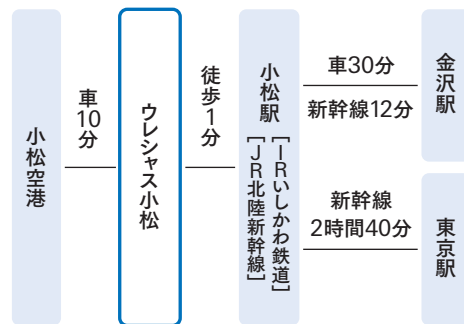 小松空港
車10分
ウレシャス小松
徒歩1分
小松駅
[IRいしかわ鉄道]
[JR北陸新幹線]
車30分
新幹線12分
金沢駅
新幹線
2時間40分
東京駅